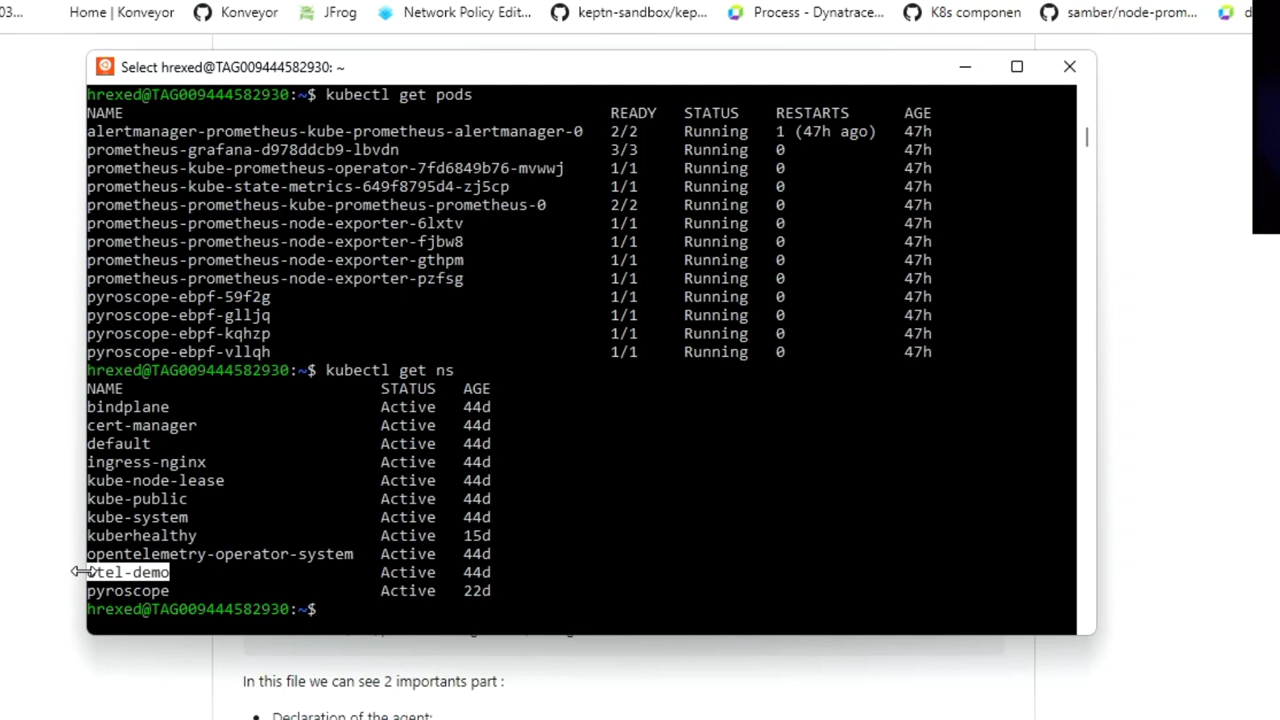 03... Home | Konveyor Konveyor JFrog Network Policy Edit... keptn-sandbox/kep... Process - Dynatrace... K8s componen samber/node-prom... d
Select hrexed@TAG009444582930: ~
hrexed@TAG009444582930:~$ kubectl get pods
NAME READY STATUS RESTARTS AGE
alertmanager-prometheus-kube-prometheus-alertmanager-0 2/2 Running 1 (47h ago) 47h
prometheus-grafana-d978ddcb9-lbvdn 3/3 Running 0 47h
prometheus-kube-prometheus-operator-7fd6849b76-mvwwj 1/1 Running 0 47h
prometheus-kube-state-metrics-649f8795d4-zj5cp 1/1 Running 0 47h
prometheus-prometheus-kube-prometheus-prometheus-0 2/2 Running 0 47h
prometheus-prometheus-node-exporter-6lxtv 1/1 Running 0 47h
prometheus-prometheus-node-exporter-fjbw8 1/1 Running 0 47h
prometheus-prometheus-node-exporter-gthpm 1/1 Running 0 47h
prometheus-prometheus-node-exporter-pzfsg 1/1 Running 0 47h
pyroscope-ebpf-59f2g 1/1 Running 0 47h
pyroscope-ebpf-glljq 1/1 Running 0 47h
pyroscope-ebpf-kqhzp 1/1 Running 0 47h
pyroscope-ebpf-vllqh 1/1 Running 0 47h
hrexed@TAG009444582930:~$ kubectl get ns
NAME STATUS AGE
bindplane Active 44d
cert-manager Active 44d
default Active 44d
ingress-nginx Active 44d
kube-node-lease Active 44d
kube-public Active 44d
kube-system Active 44d
kuberhealthy Active 15d
opentelemetry-operator-system Active 44d
otel-demo Active 44d
pyroscope Active 22d
hrexed@TAG009444582930:~$
In this file we can see 2 importants part :
• Declaration of the agent: